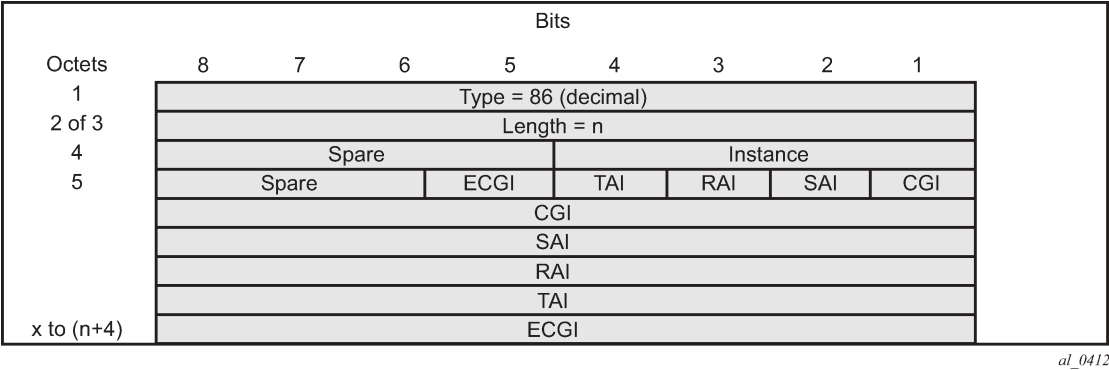 Bits
Octets 8 7 6 5 4 3 2 1
1 Type = 86 (decimal)
2 of 3 Length = n
4 Spare Instance
5 Spare ECGI TAI RAI SAI CGI
CGI
SAI
RAI
TAI
x to (n+4) ECGI
al_0412